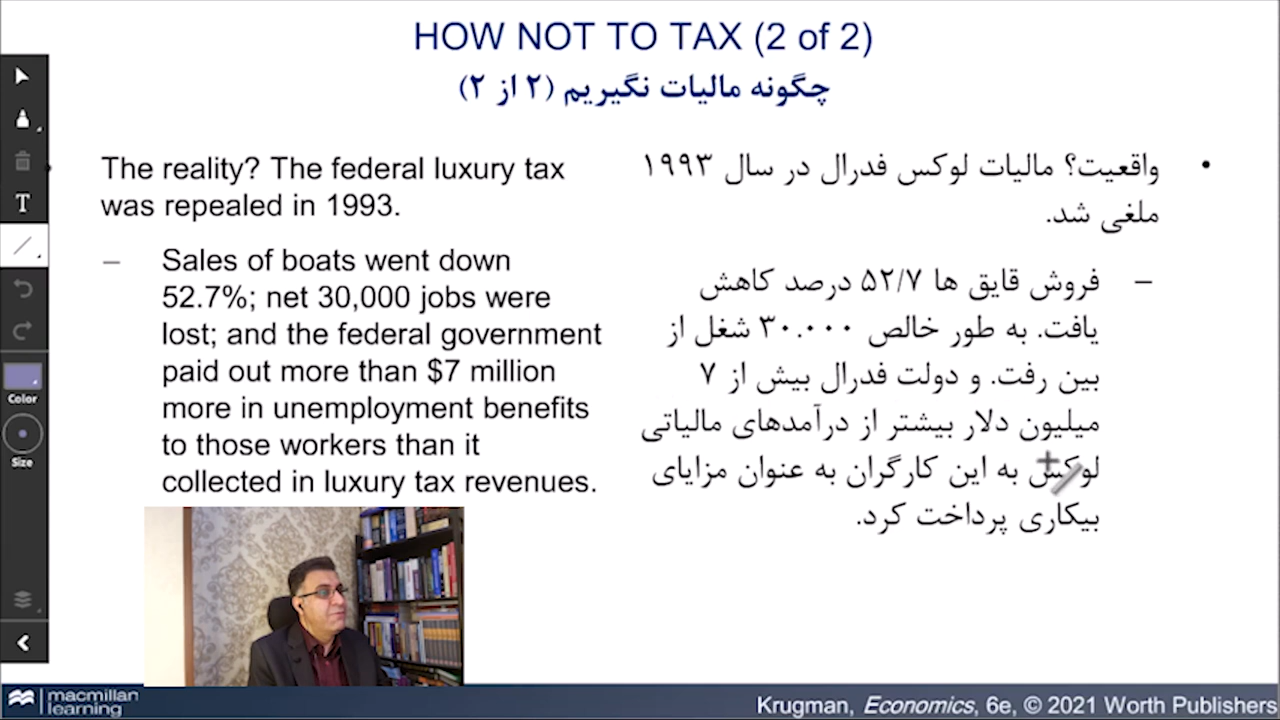 HOW NOT TO TAX (2 of 2)
چگونه مالیات نگیریم (۲ از ۲)
The reality? The federal luxury tax
was repealed in 1993.
– Sales of boats went down
52.7%; net 30,000 jobs were
lost; and the federal government
paid out more than $7 million
more in unemployment benefits
to those workers than it
collected in luxury tax revenues.
• واقعیت؟ مالیات لوکس فدرال در سال ۱۹۹۳
ملغی شد.
– فروش قایق ها ۵۲/۷ درصد کاهش
یافت. به طور خالص ۳۰.۰۰۰ شغل از
بین رفت. و دولت فدرال بیش از ۷
میلیون دلار بیشتر از درآمدهای مالیاتی
لوکس به این کارگران به عنوان مزایای
بیکاری پرداخت کرد.
T
Color
Size
macmillan
learning
Krugman, Economics, 6e, © 2021 Worth Publishers